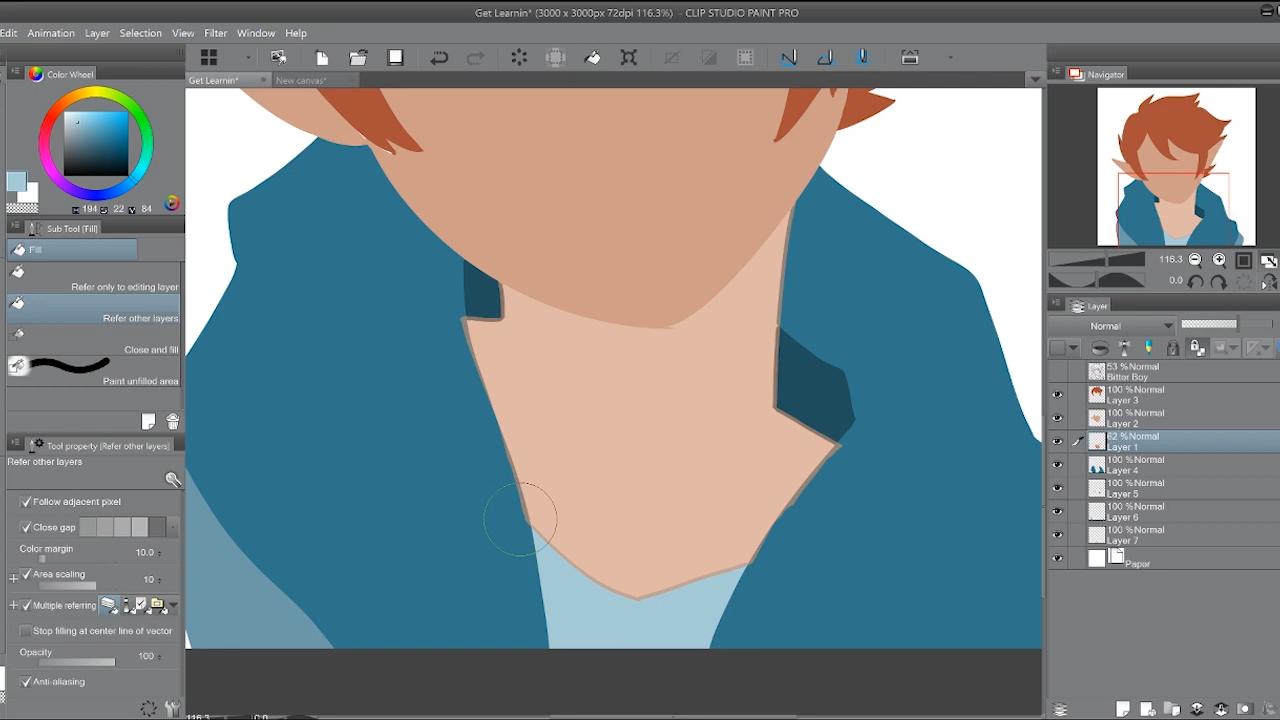 Get Learnin* (3000 x 3000px 72dpi 116.3%) - CLIP STUDIO PAINT PRO
Edit Animation Layer Selection View Filter Window Help
Color Wheel
Get Learnin*
New canvas*
Navigator
194 22 V 84
Sub Tool [Fill]
Fill
Refer only to editing layer
Refer other layers
Close and fill
Paint unfilled area
Tool property [Refer other layers]
Refer other layers
Follow adjacent pixel
Close gap
Color margin 10.0
Area scaling 10
Multiple referring
Stop filling at center line of vector
Opacity
100
Anti-aliasing
116.3
0.0
116.3
0.0
Layer
Normal
53 %Normal
Bitter Boy
100 %Normal
Layer 3
100 %Normal
Layer 2
62 %Normal
Layer 1
100 %Normal
Layer 4
100 %Normal
Layer 5
100 %Normal
Layer 6
100 %Normal
Layer 7
Paper